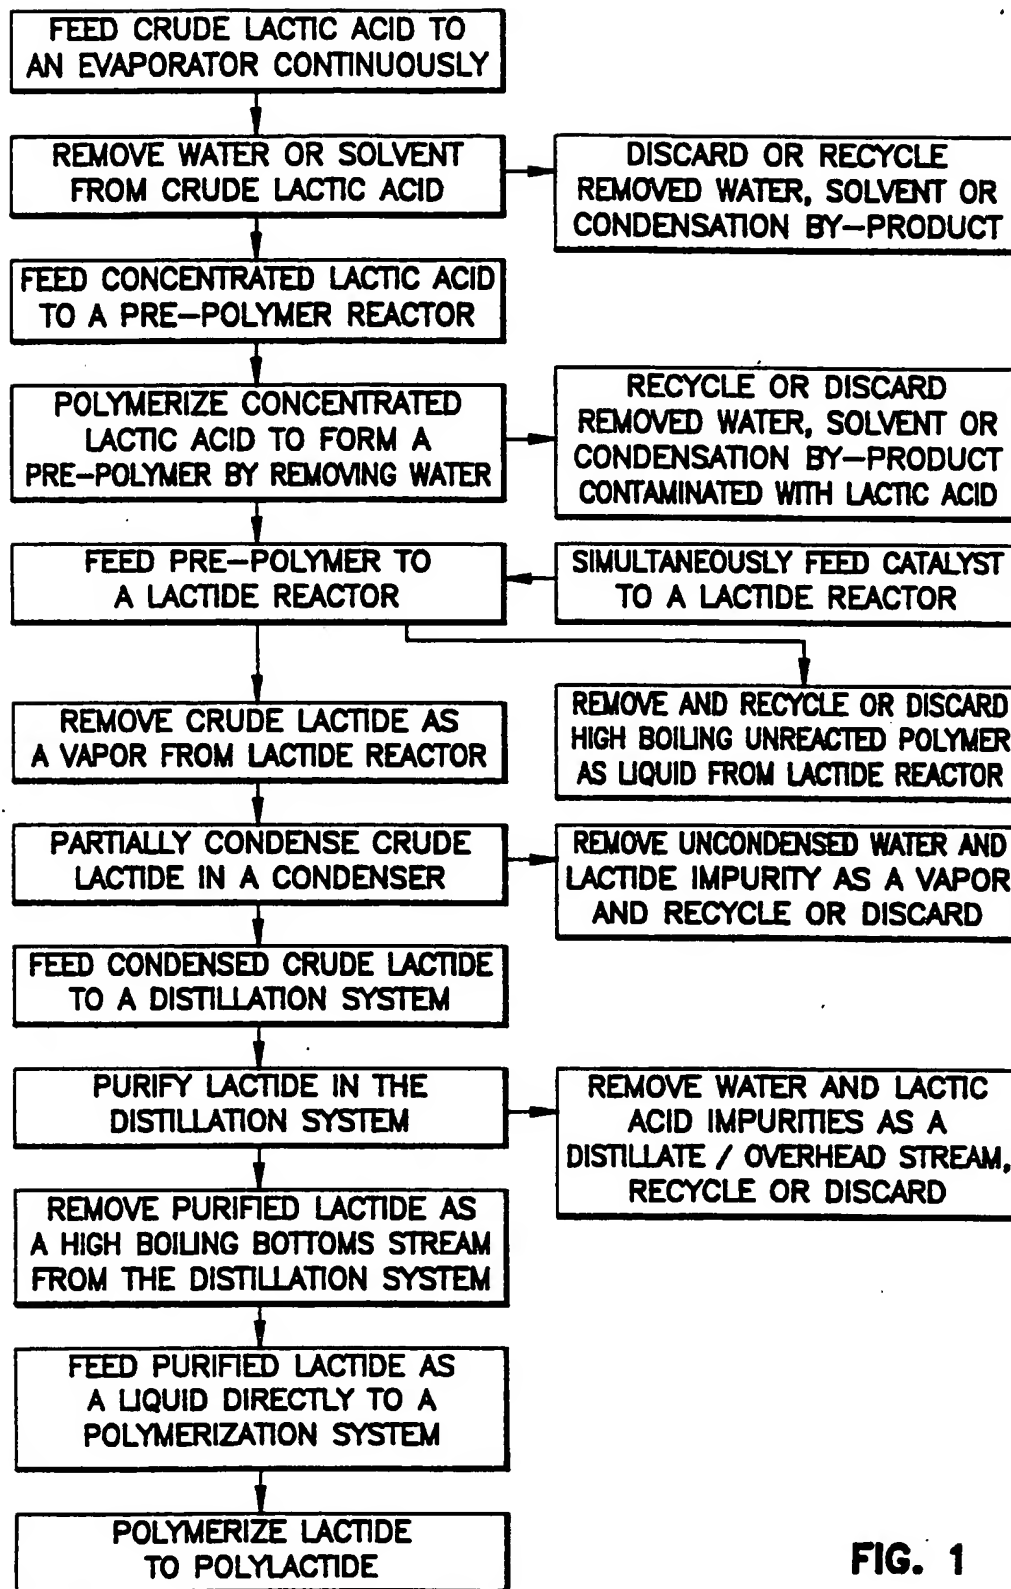 FEED CRUDE LACTIC ACID TO
AN EVAPORATOR CONTINUOUSLY
REMOVE WATER OR SOLVENT
FROM CRUDE LACTIC ACID
DISCARD OR RECYCLE
REMOVED WATER, SOLVENT OR
CONDENSATION BY-PRODUCT
FEED CONCENTRATED LACTIC ACID
TO A PRE-POLYMER REACTOR
POLYMERIZE CONCENTRATED
LACTIC ACID TO FORM A
PRE-POLYMER BY REMOVING WATER
RECYCLE OR DISCARD
REMOVED WATER, SOLVENT OR
CONDENSATION BY-PRODUCT
CONTAMINATED WITH LACTIC ACID
FEED PRE-POLYMER TO
A LACTIDE REACTOR
SIMULTANEOUSLY FEED CATALYST
TO A LACTIDE REACTOR
REMOVE CRUDE LACTIDE AS
A VAPOR FROM LACTIDE REACTOR
REMOVE AND RECYCLE OR DISCARD
HIGH BOILING UNREACTED POLYMER
AS LIQUID FROM LACTIDE REACTOR
PARTIALLY CONDENSE CRUDE
LACTIDE IN A CONDENSER
REMOVE UNCONDENSED WATER AND
LACTIDE IMPURITY AS A VAPOR
AND RECYCLE OR DISCARD
FEED CONDENSED CRUDE LACTIDE
TO A DISTILLATION SYSTEM
PURIFY LACTIDE IN THE
DISTILLATION SYSTEM
REMOVE WATER AND LACTIC
ACID IMPURITIES AS A
DISTILLATE / OVERHEAD STREAM,
RECYCLE OR DISCARD
REMOVE PURIFIED LACTIDE AS
A HIGH BOILING BOTTOMS STREAM
FROM THE DISTILLATION SYSTEM
FEED PURIFIED LACTIDE AS
A LIQUID DIRECTLY TO A
POLYMERIZATION SYSTEM
POLYMERIZE LACTIDE
TO POLYLACTIDE
FIG. 1